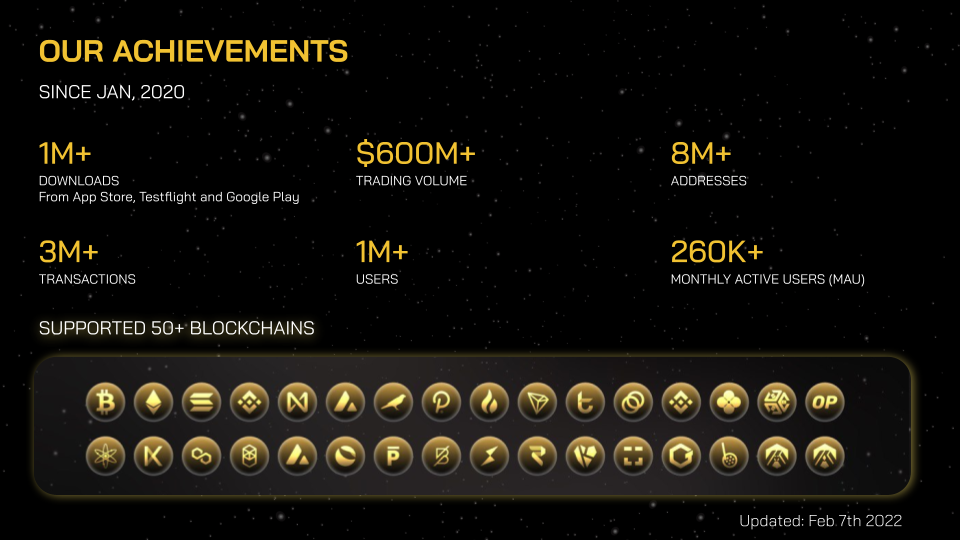 OUR ACHIEVEMENTS
SINCE JAN, 2020
1M+
DOWNLOADS
From App Store, Testflight and Google Play
$600M+
TRADING VOLUME
8M+
ADDRESSES
3M+
TRANSACTIONS
1M+
USERS
260K+
MONTHLY ACTIVE USERS (MAU)
SUPPORTED 50+ BLOCKCHAINS
OP
Updated: Feb 7th 2022